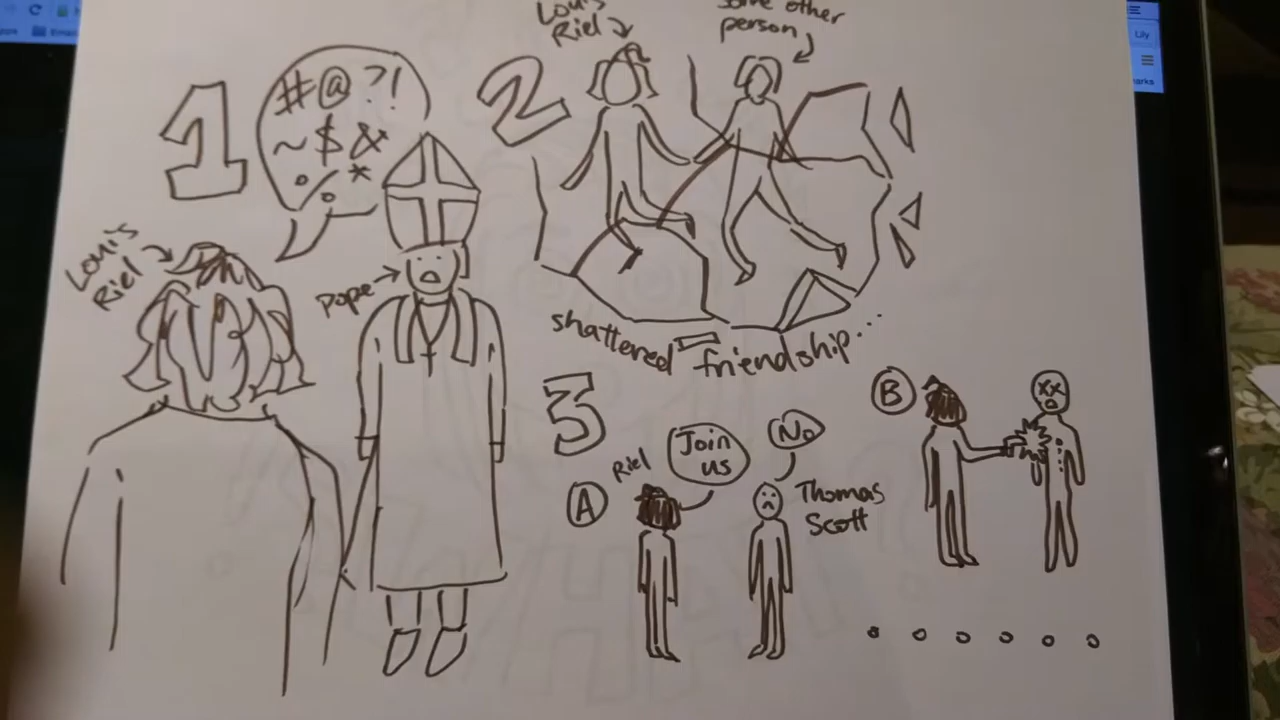 1
#@?!
~$&
%*
Louis
Riel
Pope
2
Louis
Riel
some other
person
shattered friendship...
3
A
Riel
Join
us
No
Thomas
Scott
B
Lily